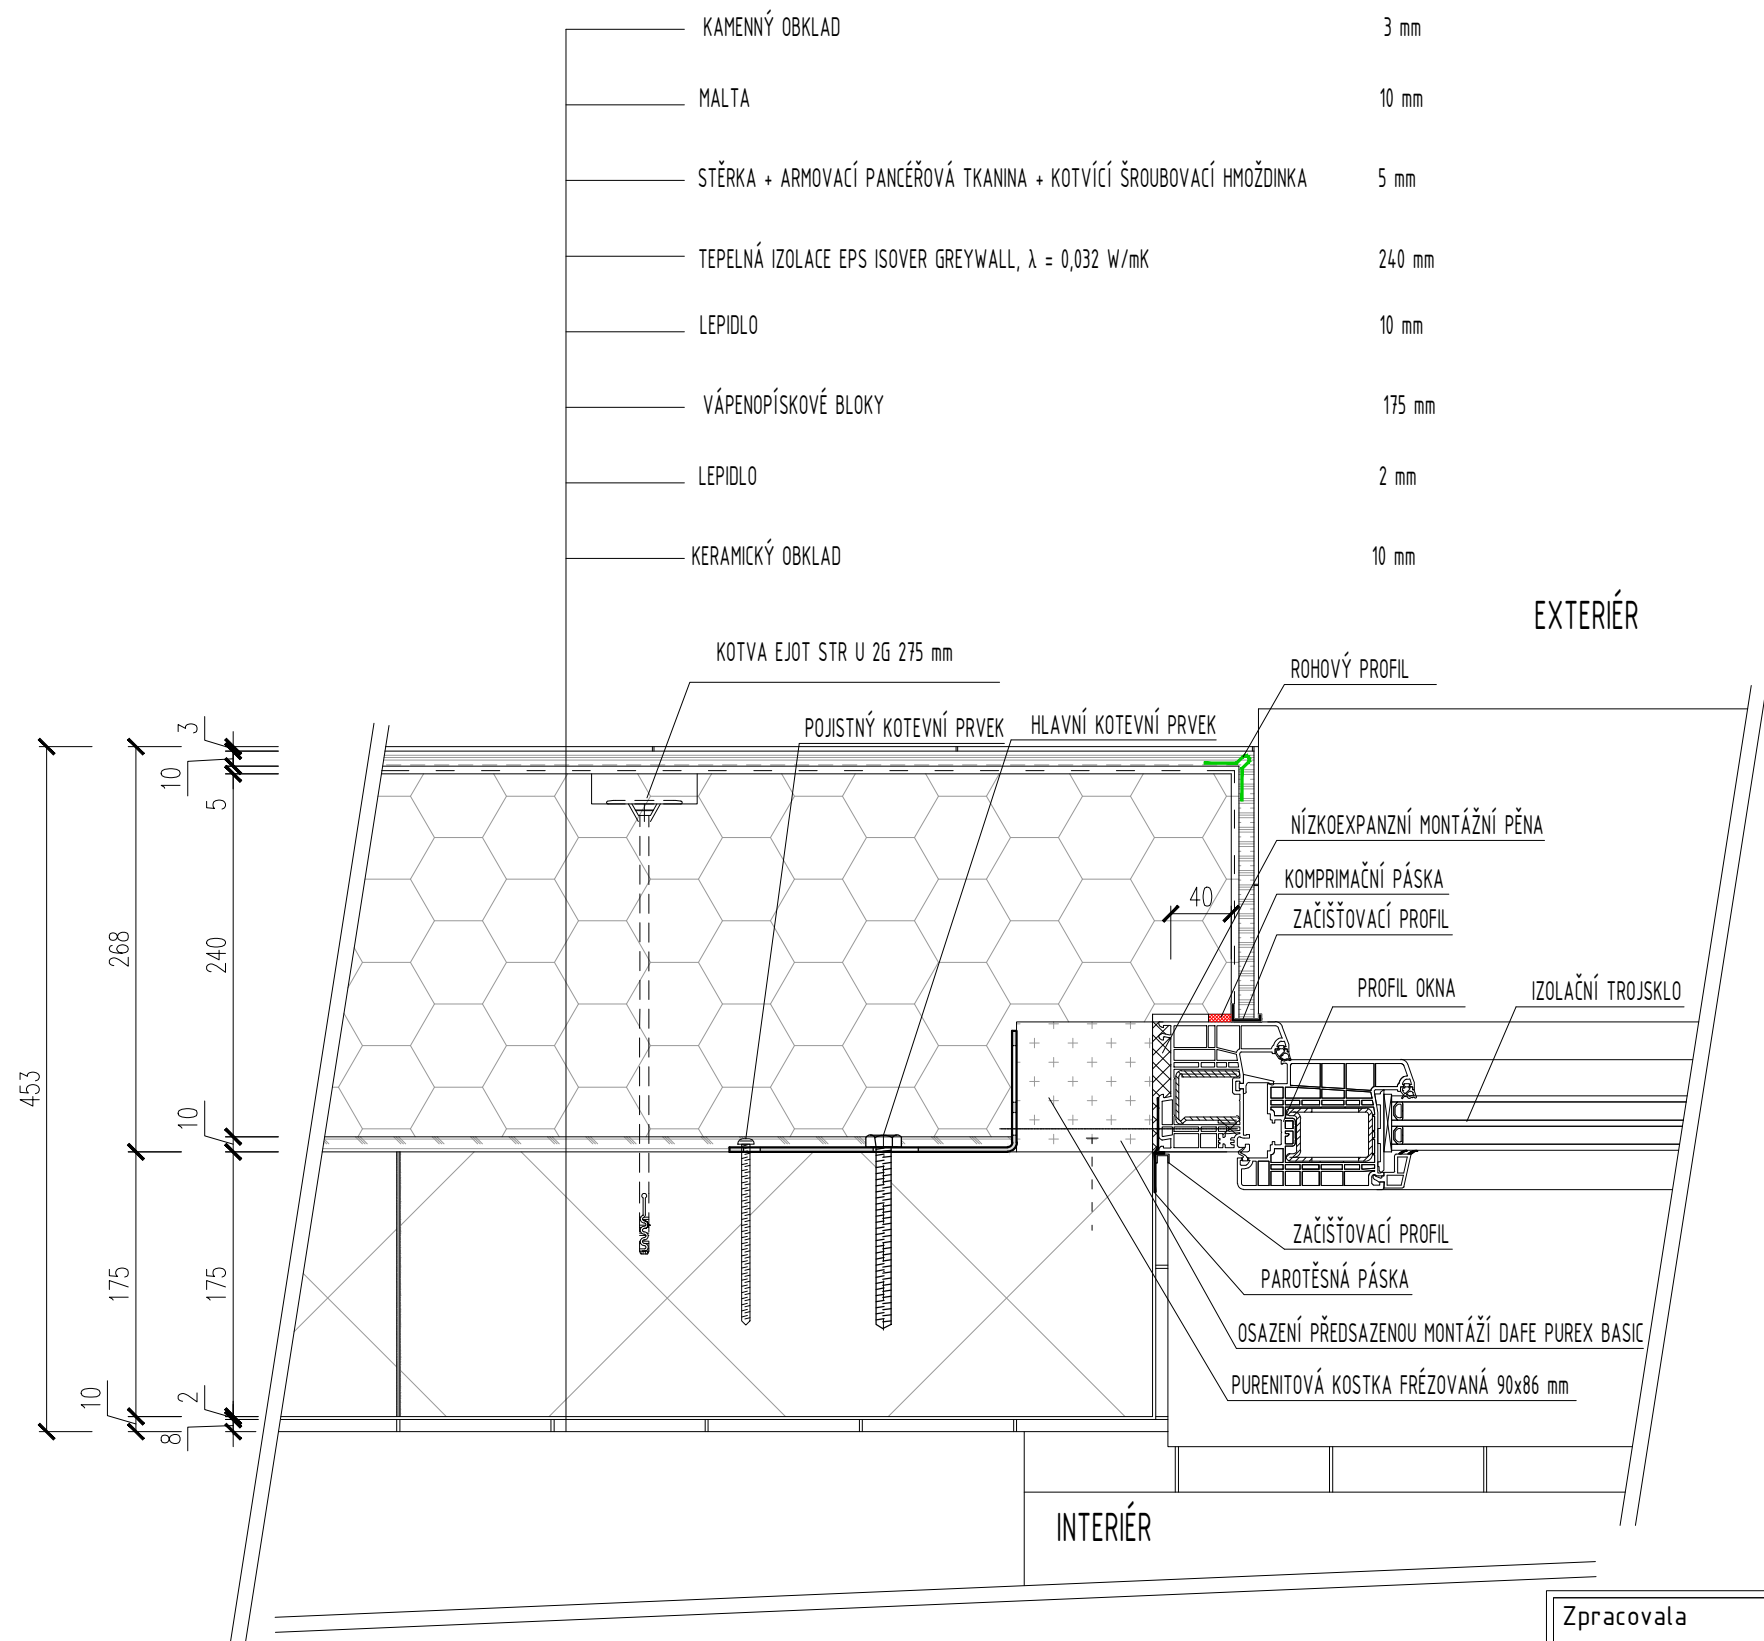 KAMENNÝ OBKLAD 3 mm
MALTA 10 mm
STĚRKA + ARMOVACÍ PANCÉŘOVÁ TKANINA + KOTVÍCÍ ŠROUBOVACÍ HMOŽDINKA 5 mm
TEPELNÁ IZOLACE EPS ISOVER GREYWALL, λ = 0,032 W/mK 240 mm
LEPIDLO 10 mm
VÁPENOPÍSKOVÉ BLOKY 175 mm
LEPIDLO 2 mm
KERAMICKÝ OBKLAD 10 mm
EXTERIÉR
KOTVA EJOT STR U 2G 275 mm
ROHOVÝ PROFIL
POJISTNÝ KOTEVNÍ PRVEK
HLAVNÍ KOTEVNÍ PRVEK
NÍZKOEXPANZNÍ MONTÁŽNÍ PĚNA
KOMPRIMAČNÍ PÁSKA
ZAČIŠŤOVACÍ PROFIL
40
PROFIL OKNA
IZOLAČNÍ TROJSKLO
3
10
5
268
240
453
10
175
175
10
2
8
ZAČIŠŤOVACÍ PROFIL
PAROTĚSNÁ PÁSKA
OSAZENÍ PŘEDSAZENOU MONTÁŽÍ DAFE PUREX BASIC
PURENITOVÁ KOSTKA FRÉZOVANÁ 90x86 mm
INTERIÉR
Zpracovala